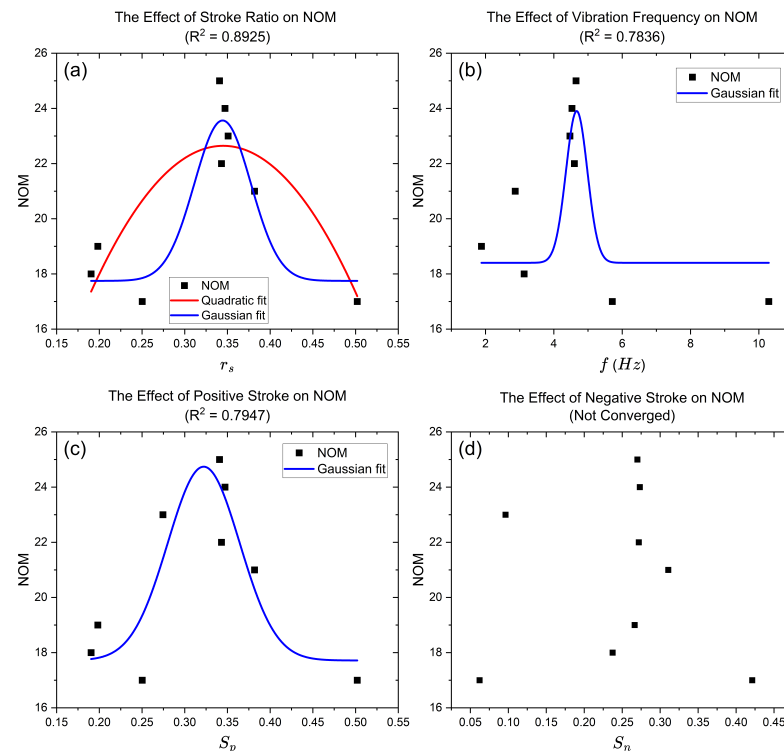 The Effect of Stroke Ratio on NOM
(R² = 0.8925)
(a)
NOM
26
24
22
20
18
16
NOM
Quadratic fit
Gaussian fit
0.15 0.20 0.25 0.30 0.35 0.40 0.45 0.50 0.55
r_s
The Effect of Vibration Frequency on NOM
(R² = 0.7836)
(b)
NOM
Gaussian fit
NOM
26
24
22
20
18
16
2 4 6 8 10
f (Hz)
The Effect of Positive Stroke on NOM
(R² = 0.7947)
(c)
NOM
Gaussian fit
NOM
26
24
22
20
18
16
0.15 0.20 0.25 0.30 0.35 0.40 0.45 0.50 0.55
S_p
The Effect of Negative Stroke on NOM
(Not Converged)
(d)
NOM
26
24
22
20
18
16
0.05 0.10 0.15 0.20 0.25 0.30 0.35 0.40 0.45
S_n